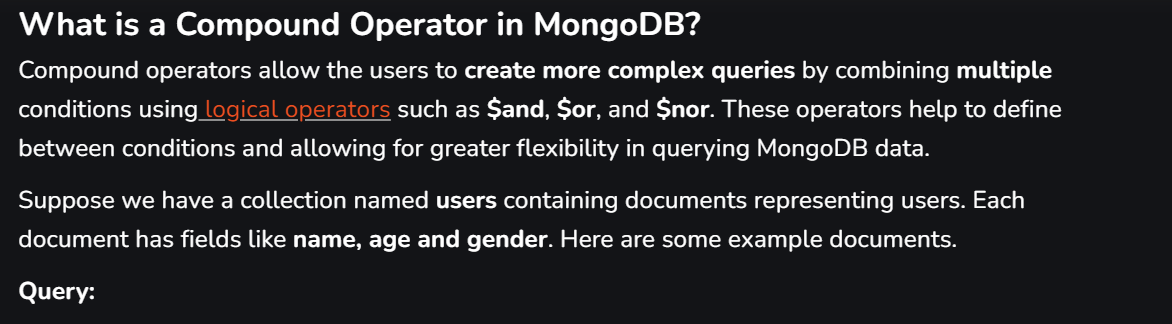 What is a Compound Operator in MongoDB?
Compound operators allow the users to create more complex queries by combining multiple
conditions using logical operators such as $and, $or, and $nor. These operators help to define
between conditions and allowing for greater flexibility in querying MongoDB data.
Suppose we have a collection named users containing documents representing users. Each
document has fields like name, age and gender. Here are some example documents.
Query: